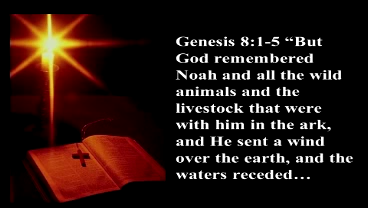 Genesis 8:1-5 “But
God remembered
Noah and all the wild
animals and the
livestock that were
with him in the ark,
and He sent a wind
over the earth, and the
waters receded…